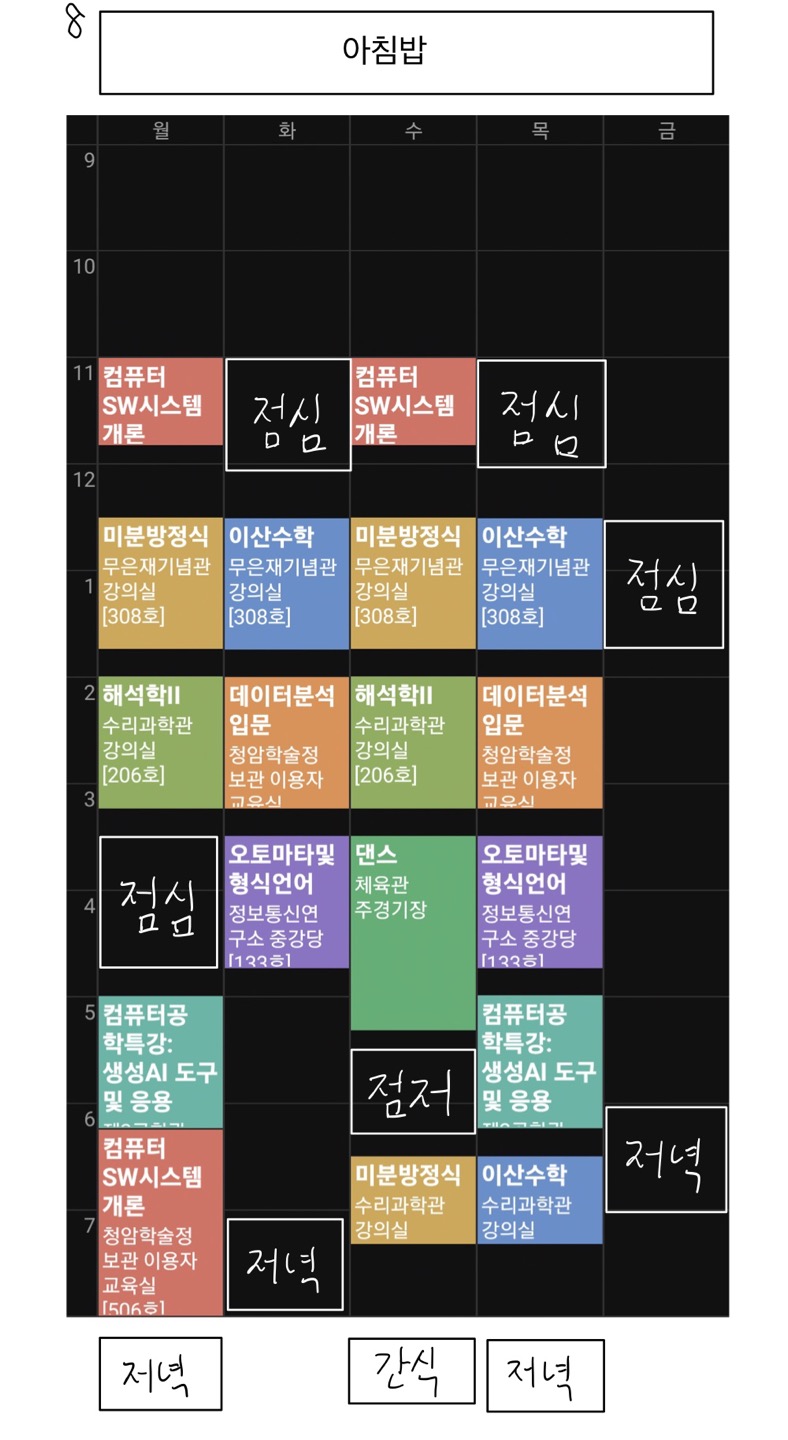 8
아침밥
월 화 수 목 금
9
10
11
컴퓨터
SW시스템
개론
점심
컴퓨터
SW시스템
개론
점심
12
미분방정식
무은재기념관
강의실
[308호]
이산수학
무은재기념관
강의실
[308호]
미분방정식
무은재기념관
강의실
[308호]
이산수학
무은재기념관
강의실
[308호]
점심
1
2
해석학II
수리과학관
강의실
[206호]
데이터분석
입문
청암학술정
보관 이용자
교육실
해석학II
수리과학관
강의실
[206호]
데이터분석
입문
청암학술정
보관 이용자
교육실
3
점심
오토마타및
형식언어
정보통신연
구소 중강당
[133호]
댄스
체육관
주경기장
오토마타및
형식언어
정보통신연
구소 중강당
[133호]
4
5
컴퓨터공
학특강:
생성AI 도구
및 응용
제2공학관
점저
컴퓨터공
학특강:
생성AI 도구
및 응용
제2공학관
6
컴퓨터
SW시스템
개론
청암학술정
보관 이용자
교육실
[506호]
미분방정식
수리과학관
강의실
이산수학
수리과학관
강의실
저녁
7
저녁
저녁
간식
저녁